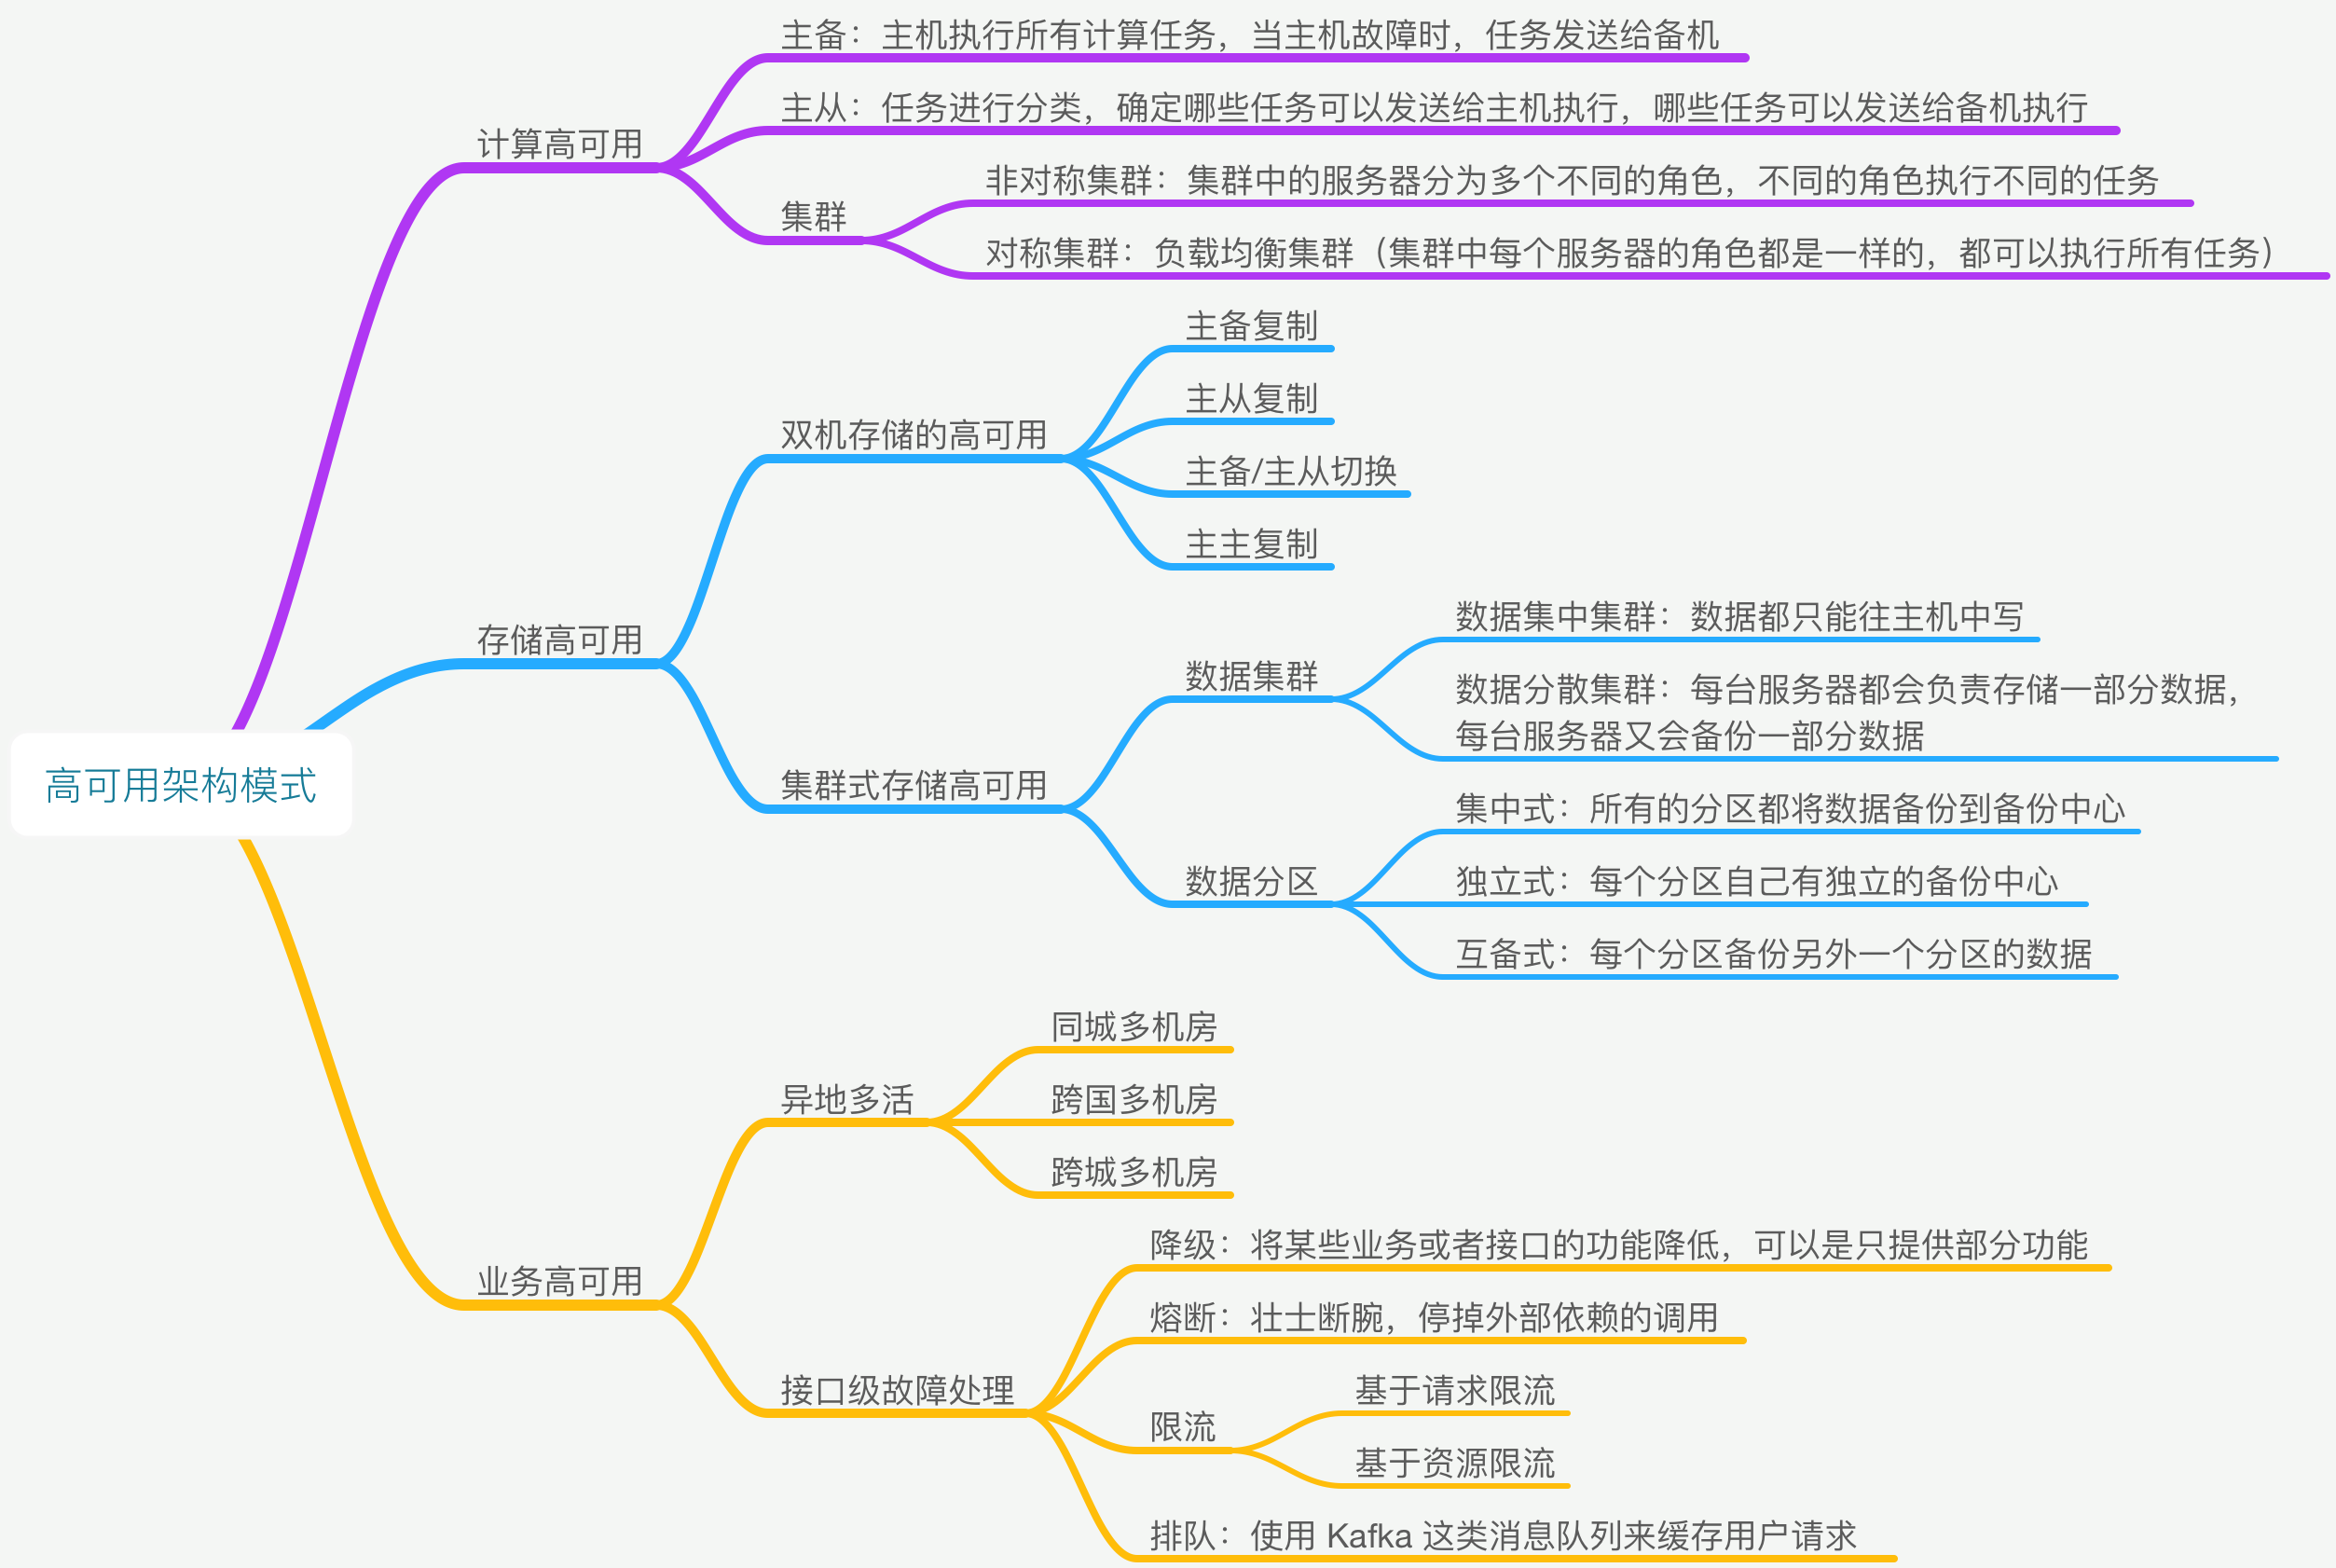 主备：主机执行所有计算任务，当主机故障时，任务发送给备机
主从：任务进行分类，确定哪些任务可以发送给主机执行，哪些任务可以发送给备机执行
计算高可用
非对称集群：集群中的服务器分为多个不同的角色，不同的角色执行不同的任务
集群
对称集群：负载均衡集群（集群中每个服务器的角色都是一样的，都可以执行所有任务）
主备复制
主从复制
双机存储的高可用
主备/主从切换
主主复制
存储高可用
数据集中集群：数据都只能往主机中写
数据集群
数据分散集群：每台服务器都会负责存储一部分数据，
每台服务器又会备份一部分数据
集群式存储高可用
集中式：所有的分区都将数据备份到备份中心
数据分区
独立式：每个分区自己有独立的备份中心
互备式：每个分区备份另外一个分区的数据
高可用架构模式
同城多机房
异地多活
跨国多机房
跨城多机房
业务高可用
降级：将某些业务或者接口的功能降低，可以是只提供部分功能
熔断：壮士断腕，停掉外部依赖的调用
接口级故障处理
基于请求限流
限流
基于资源限流
排队：使用 Kafka 这类消息队列来缓存用户请求